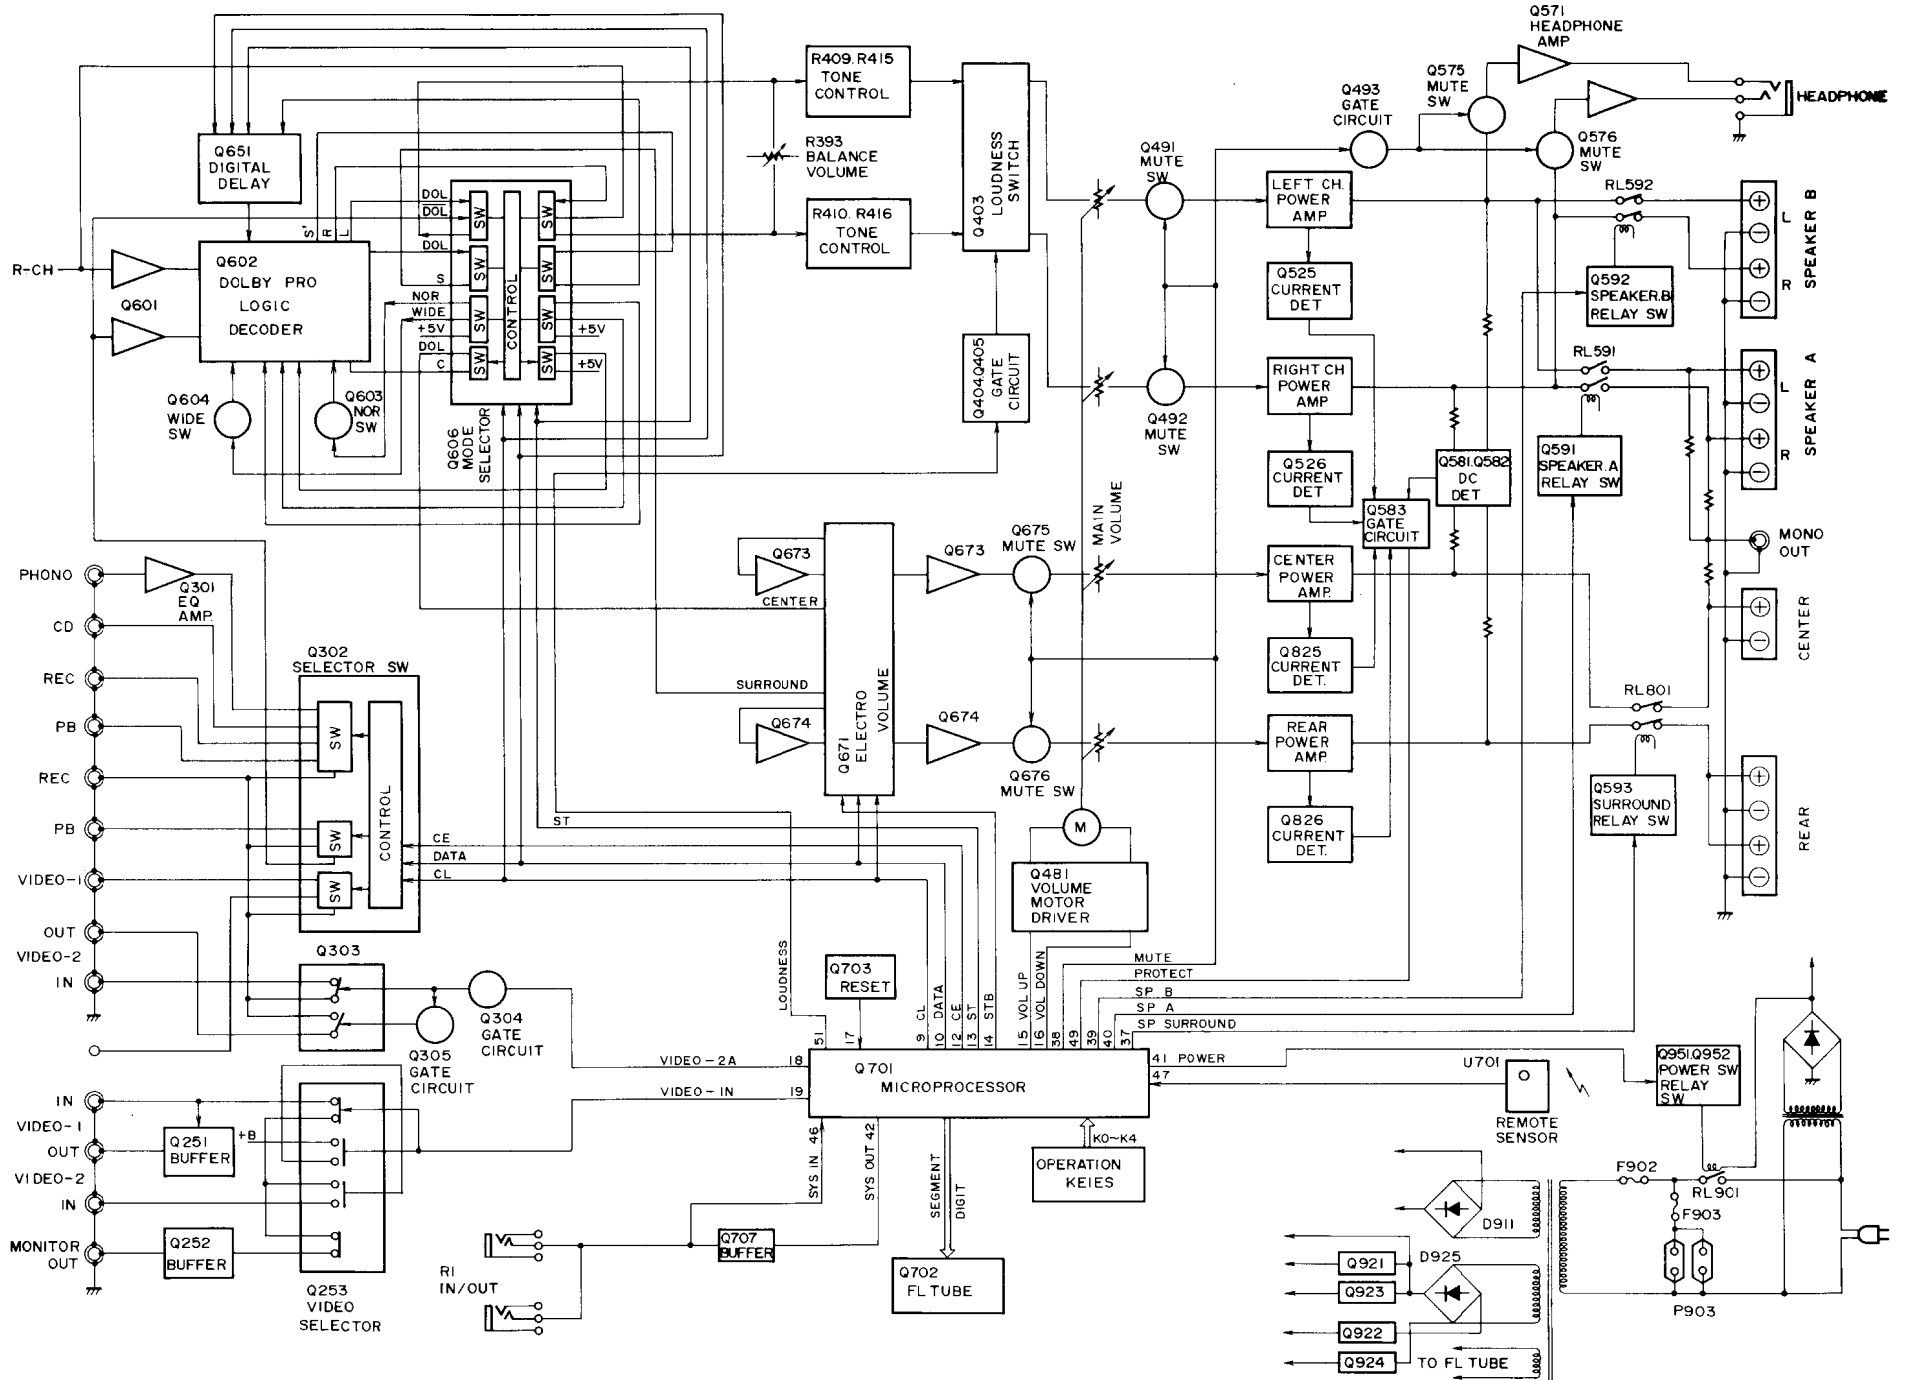 Q571
HEADPHONE
AMP
R409.R415
TONE
CONTROL
Q575
MUTE
SW
Q493
GATE
CIRCUIT
HEADPHONE
Q576
MUTE
SW
Q651
DIGITAL
DELAY
R393
BALANCE
VOLUME
Q403
LOUDNESS
SWITCH
Q491
MUTE
SW
LEFT CH.
POWER
AMP
RL592
L
R
SPEAKER B
R410.R416
TONE
CONTROL
DOL
DOL
DOL
S
NOR
WIDE
+5V
DOL
C
SW
SW
SW
SW
CONTROL
SW
SW
SW
SW
+5V
+5V
S'
R
L
R-CH
Q601
Q602
DOLBY PRO
LOGIC
DECODER
Q525
CURRENT
DET
Q592
SPEAKER.B
RELAY SW
Q604
WIDE
SW
Q603
NOR
SW
Q606
MODE
SELECTOR
Q404.Q405
GATE
CIRCUIT
Q492
MUTE
SW
RIGHT CH
POWER
AMP
RL591
L
R
SPEAKER A
Q526
CURRENT
DET
Q581.Q582
DC
DET
Q591
SPEAKER.A
RELAY SW
Q583
GATE
CIRCUIT
MAIN
VOLUME
MONO
OUT
PHONO
Q301
EQ
AMP.
Q673
CENTER
Q673
Q675
MUTE SW
CENTER
POWER
AMP.
CENTER
CD
REC
PB
REC
PB
VIDEO-1
OUT
VIDEO-2
IN
Q302
SELECTOR SW
SW
SW
SW
CONTROL
SURROUND
Q674
Q671
ELECTRO
VOLUME
Q674
Q676
MUTE SW
Q825
CURRENT
DET.
RL801
REAR
POWER
AMP.
Q593
SURROUND
RELAY SW
REAR
Q826
CURRENT
DET.
CE
DATA
CL
ST
M
Q481
VOLUME
MOTOR
DRIVER
Q303
Q304
GATE
CIRCUIT
Q305
GATE
CIRCUIT
LOUDNESS
Q703
RESET
MUTE
PROTECT
SP B
SP A
SP SURROUND
51
17
9 CL
10 DATA
12 CE
13 ST
14 STB
15 VOL UP
16 VOL DOWN
38
49
39
40
37
VIDEO-2A 18
VIDEO-IN 19
Q701
MICROPROCESSOR
41 POWER
47
U701
REMOTE
SENSOR
Q951.Q952
POWER SW
RELAY
SW
IN
VIDEO-1
OUT
VIDEO-2
IN
MONITOR
OUT
Q251
BUFFER
+B
Q252
BUFFER
Q253
VIDEO
SELECTOR
SYS IN 46
SYS OUT 42
SEGMENT
DIGIT
K0~K4
OPERATION
KEIES
RI
IN/OUT
Q707
BUFFER
Q702
FL TUBE
D911
D925
Q921
Q923
Q922
Q924
TO FL TUBE
F902
RL901
F903
P903